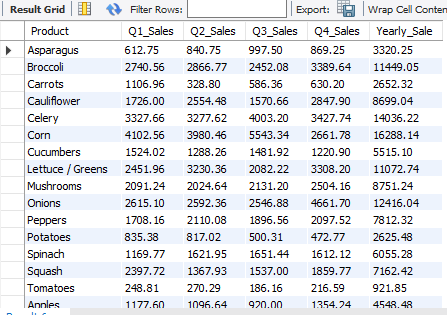 Result Grid Filter Rows: Export: Wrap Cell Conten
Product Q1_Sales Q2_Sales Q3_Sales Q4_Sales Yearly_Sale
Asparagus 612.75 840.75 997.50 869.25 3320.25
Broccoli 2740.56 2866.77 2452.08 3389.64 11449.05
Carrots 1106.96 328.80 586.36 630.20 2652.32
Cauliflower 1726.00 2554.48 1570.66 2847.90 8699.04
Celery 3327.66 3277.62 4003.20 3427.74 14036.22
Corn 4102.56 3980.46 5543.34 2661.78 16288.14
Cucumbers 1524.02 1288.26 1481.92 1220.90 5515.10
Lettuce / Greens 2451.96 3230.36 2082.22 3308.20 11072.74
Mushrooms 2091.24 2024.64 2131.20 2504.16 8751.24
Onions 2615.10 2592.36 2546.88 4661.70 12416.04
Peppers 1708.16 2110.08 1896.56 2097.52 7812.32
Potatoes 835.38 817.02 500.31 472.77 2625.48
Spinach 1169.77 1621.95 1651.44 1612.12 6055.28
Squash 2397.72 1367.93 1537.00 1859.77 7162.42
Tomatoes 248.81 270.29 186.16 216.59 921.85
Apples 1177.60 1096.64 920.00 1354.24 4548.48